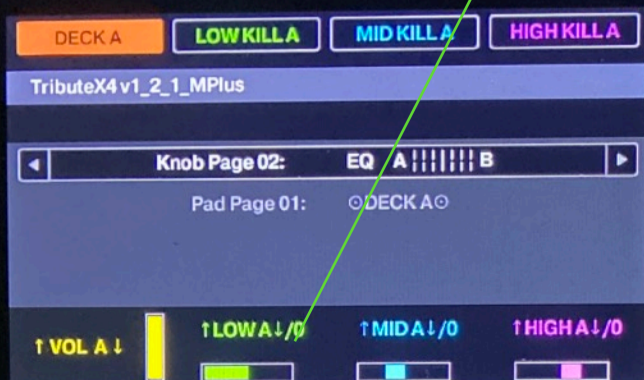 DECK A LOW KILL A MID KILL A HIGH KILL A
TributeX4 v1_2_1_MPlus
Knob Page 02: EQ A ||||||| B
Pad Page 01: ⊙DECK A⊙
↑VOL A↓ ↑LOW A↓/0 ↑MID A↓/0 ↑HIGH A↓/0